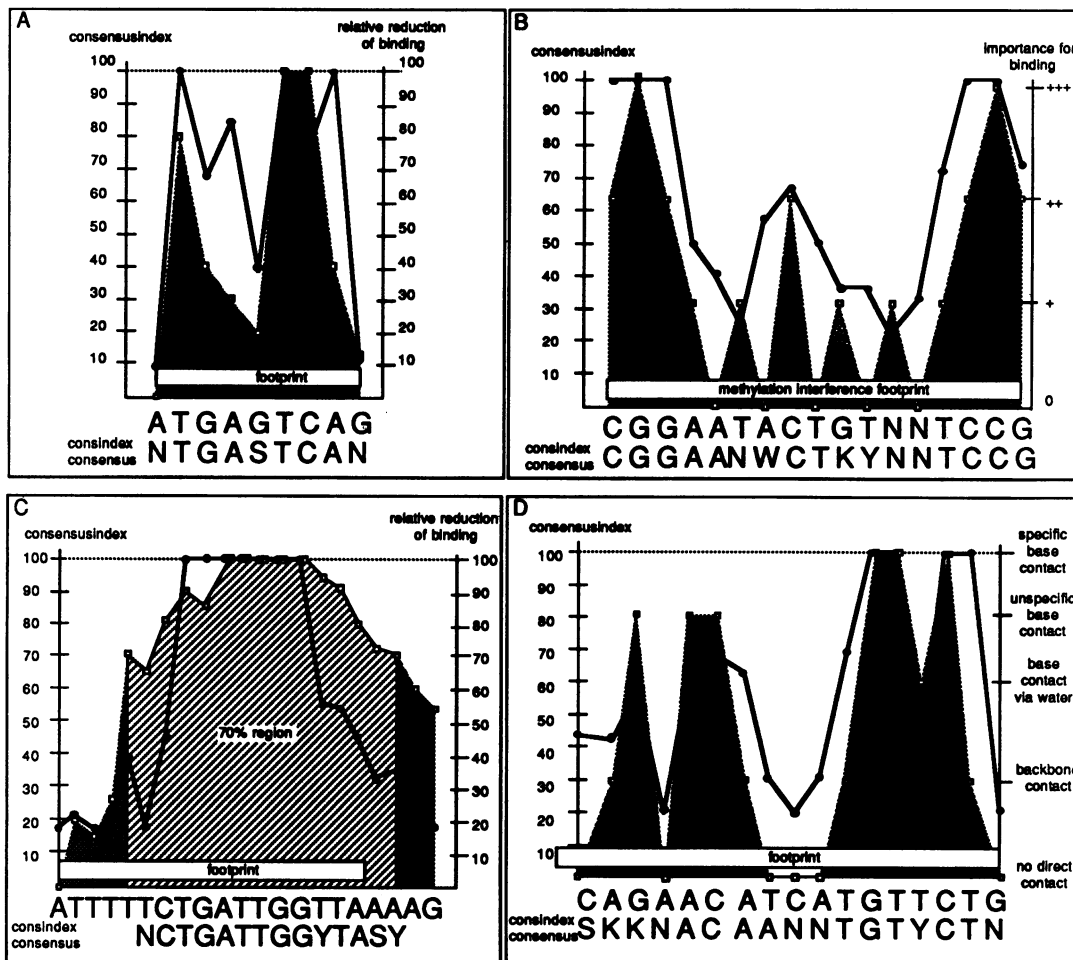 A
consensusindex
relative reduction
of binding
100
90
80
70
60
50
40
30
20
10
100
90
80
70
60
50
40
30
20
10
footprint
ATGAGTCAG
consindex
consensus
NTGASTCAN
B
consensusindex
importance for
binding
100
90
80
70
60
50
40
30
20
10
+++
++
+
0
methylation interference footprint
CGGAATACTGTNNTCCG
consindex
consensus
CGGAANWCTKYNNTCCG
C
consensusindex
relative reduction
of binding
100
90
80
70
60
50
40
30
20
10
100
90
80
70
60
50
40
30
20
10
70% region
footprint
ATTTTTCTGATTGGTTAAAAG
consindex
consensus
NCTGATTGGYTASY
D
consensusindex
100
90
80
70
60
50
40
30
20
10
specific
base
contact
unspecific
base
contact
base
contact
via water
backbone
contact
no direct
contact
footprint
CAGAACATCATGTTCTG
consindex
consensus
SKKNACAANNTGTYCTN